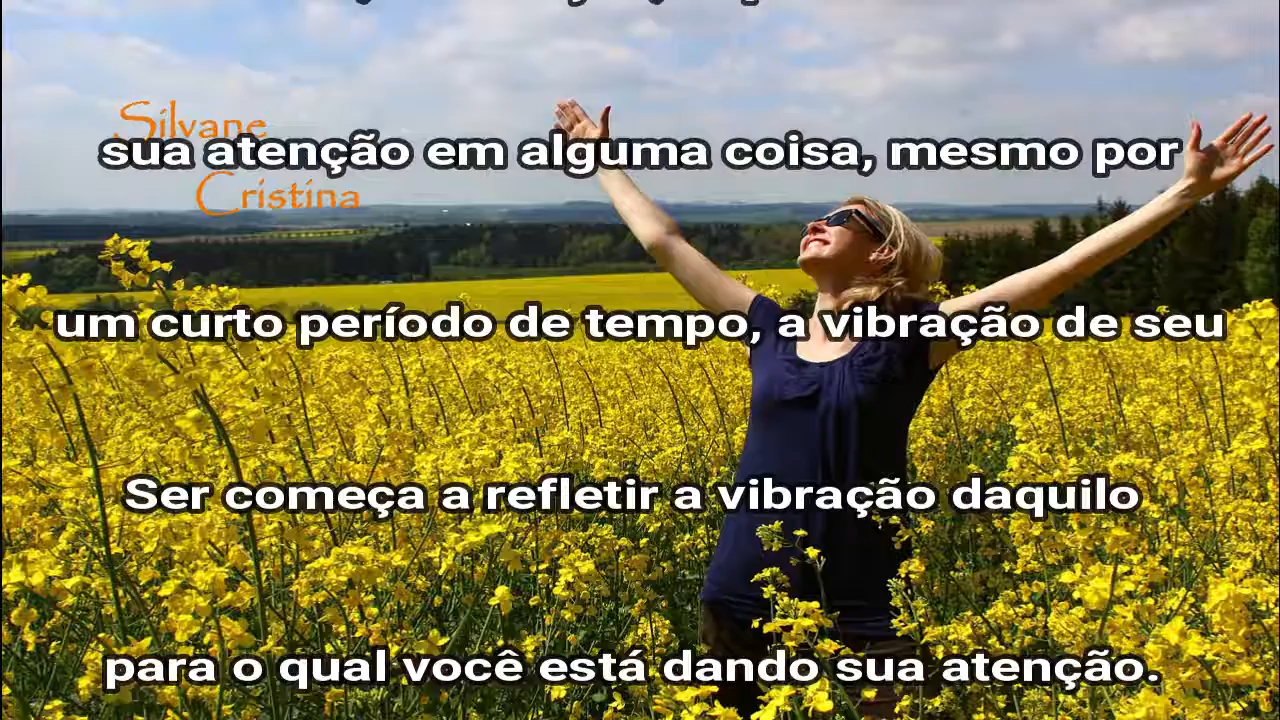 Silvane
sua atenção em alguma coisa, mesmo por
Cristina
um curto período de tempo, a vibração de seu
Ser começa a refletir a vibração daquilo
para o qual você está dando sua atenção.